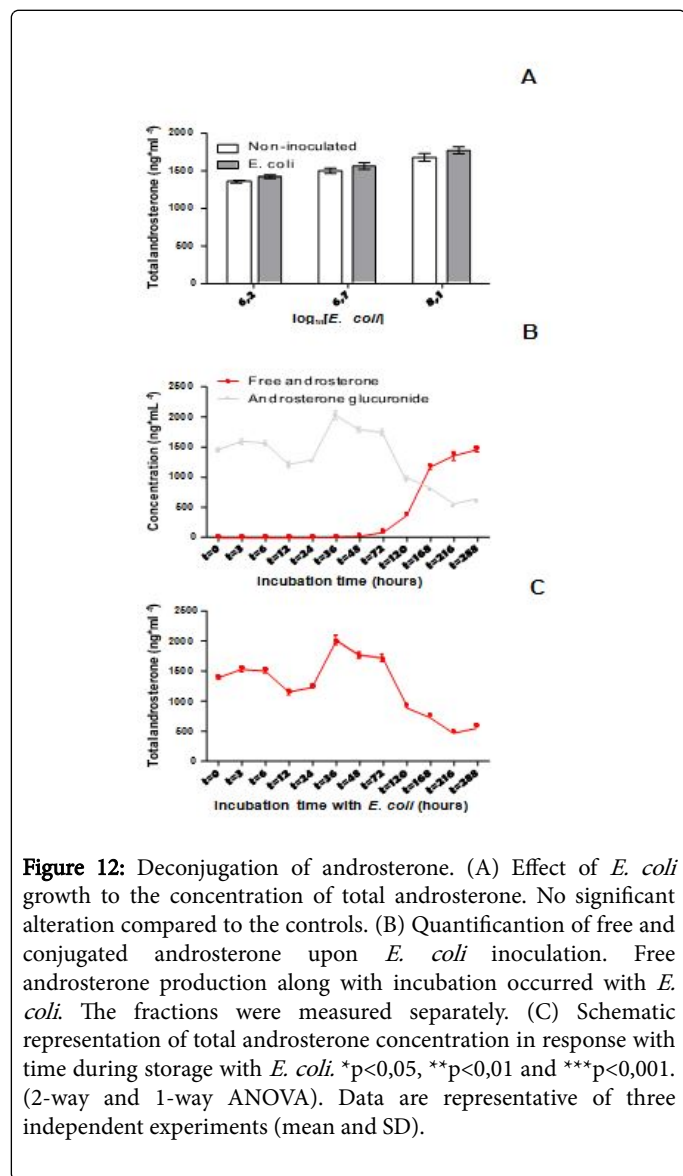 A
Totalandrosterone (ng*ml⁻¹)
2000
1500
1000
500
0
Non-inoculated
E. coli
6,2
6,7
8,1
log₁₀[E. coli]
B
Concentration (ng*mL⁻¹)
2500
2000
1500
1000
500
0
Free androsterone
Androsterone glucuronide
t=0
t=3
t=6
t=12
t=24
t=36
t=48
t=72
t=120
t=168
t=216
t=288
Incubation time (hours)
C
Totalandrosterone (ng*ml⁻¹)
2500
2000
1500
1000
500
0
t=0
t=3
t=6
t=12
t=24
t=36
t=48
t=72
t=120
t=168
t=216
t=288
Incubation time with E. coli (hours)
Figure 12: Deconjugation of androsterone. (A) Effect of E. coli
growth to the concentration of total androsterone. No significant
alteration compared to the controls. (B) Quantificantion of free and
conjugated androsterone upon E. coli inoculation. Free
androsterone production along with incubation occurred with E.
coli. The fractions were measured separately. (C) Schematic
representation of total androsterone concentration in response with
time during storage with E. coli. *p<0,05, **p<0,01 and ***p<0,001.
(2-way and 1-way ANOVA). Data are representative of three
independent experiments (mean and SD).